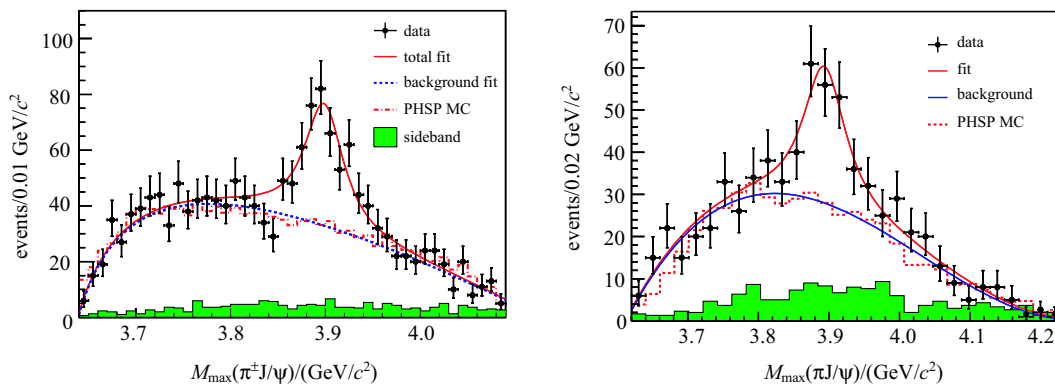 100
80
60
40
20
0
events/0.01 GeV/c²
data
total fit
background fit
PHSP MC
sideband
3.7
3.8
3.9
4.0
M_max(π±J/ψ)/(GeV/c²)
70
60
50
40
30
20
10
0
events/0.02 GeV/c²
data
fit
background
PHSP MC
3.7
3.8
3.9
4.0
4.1
4.2
M_max(πJ/ψ)/(GeV/c²)